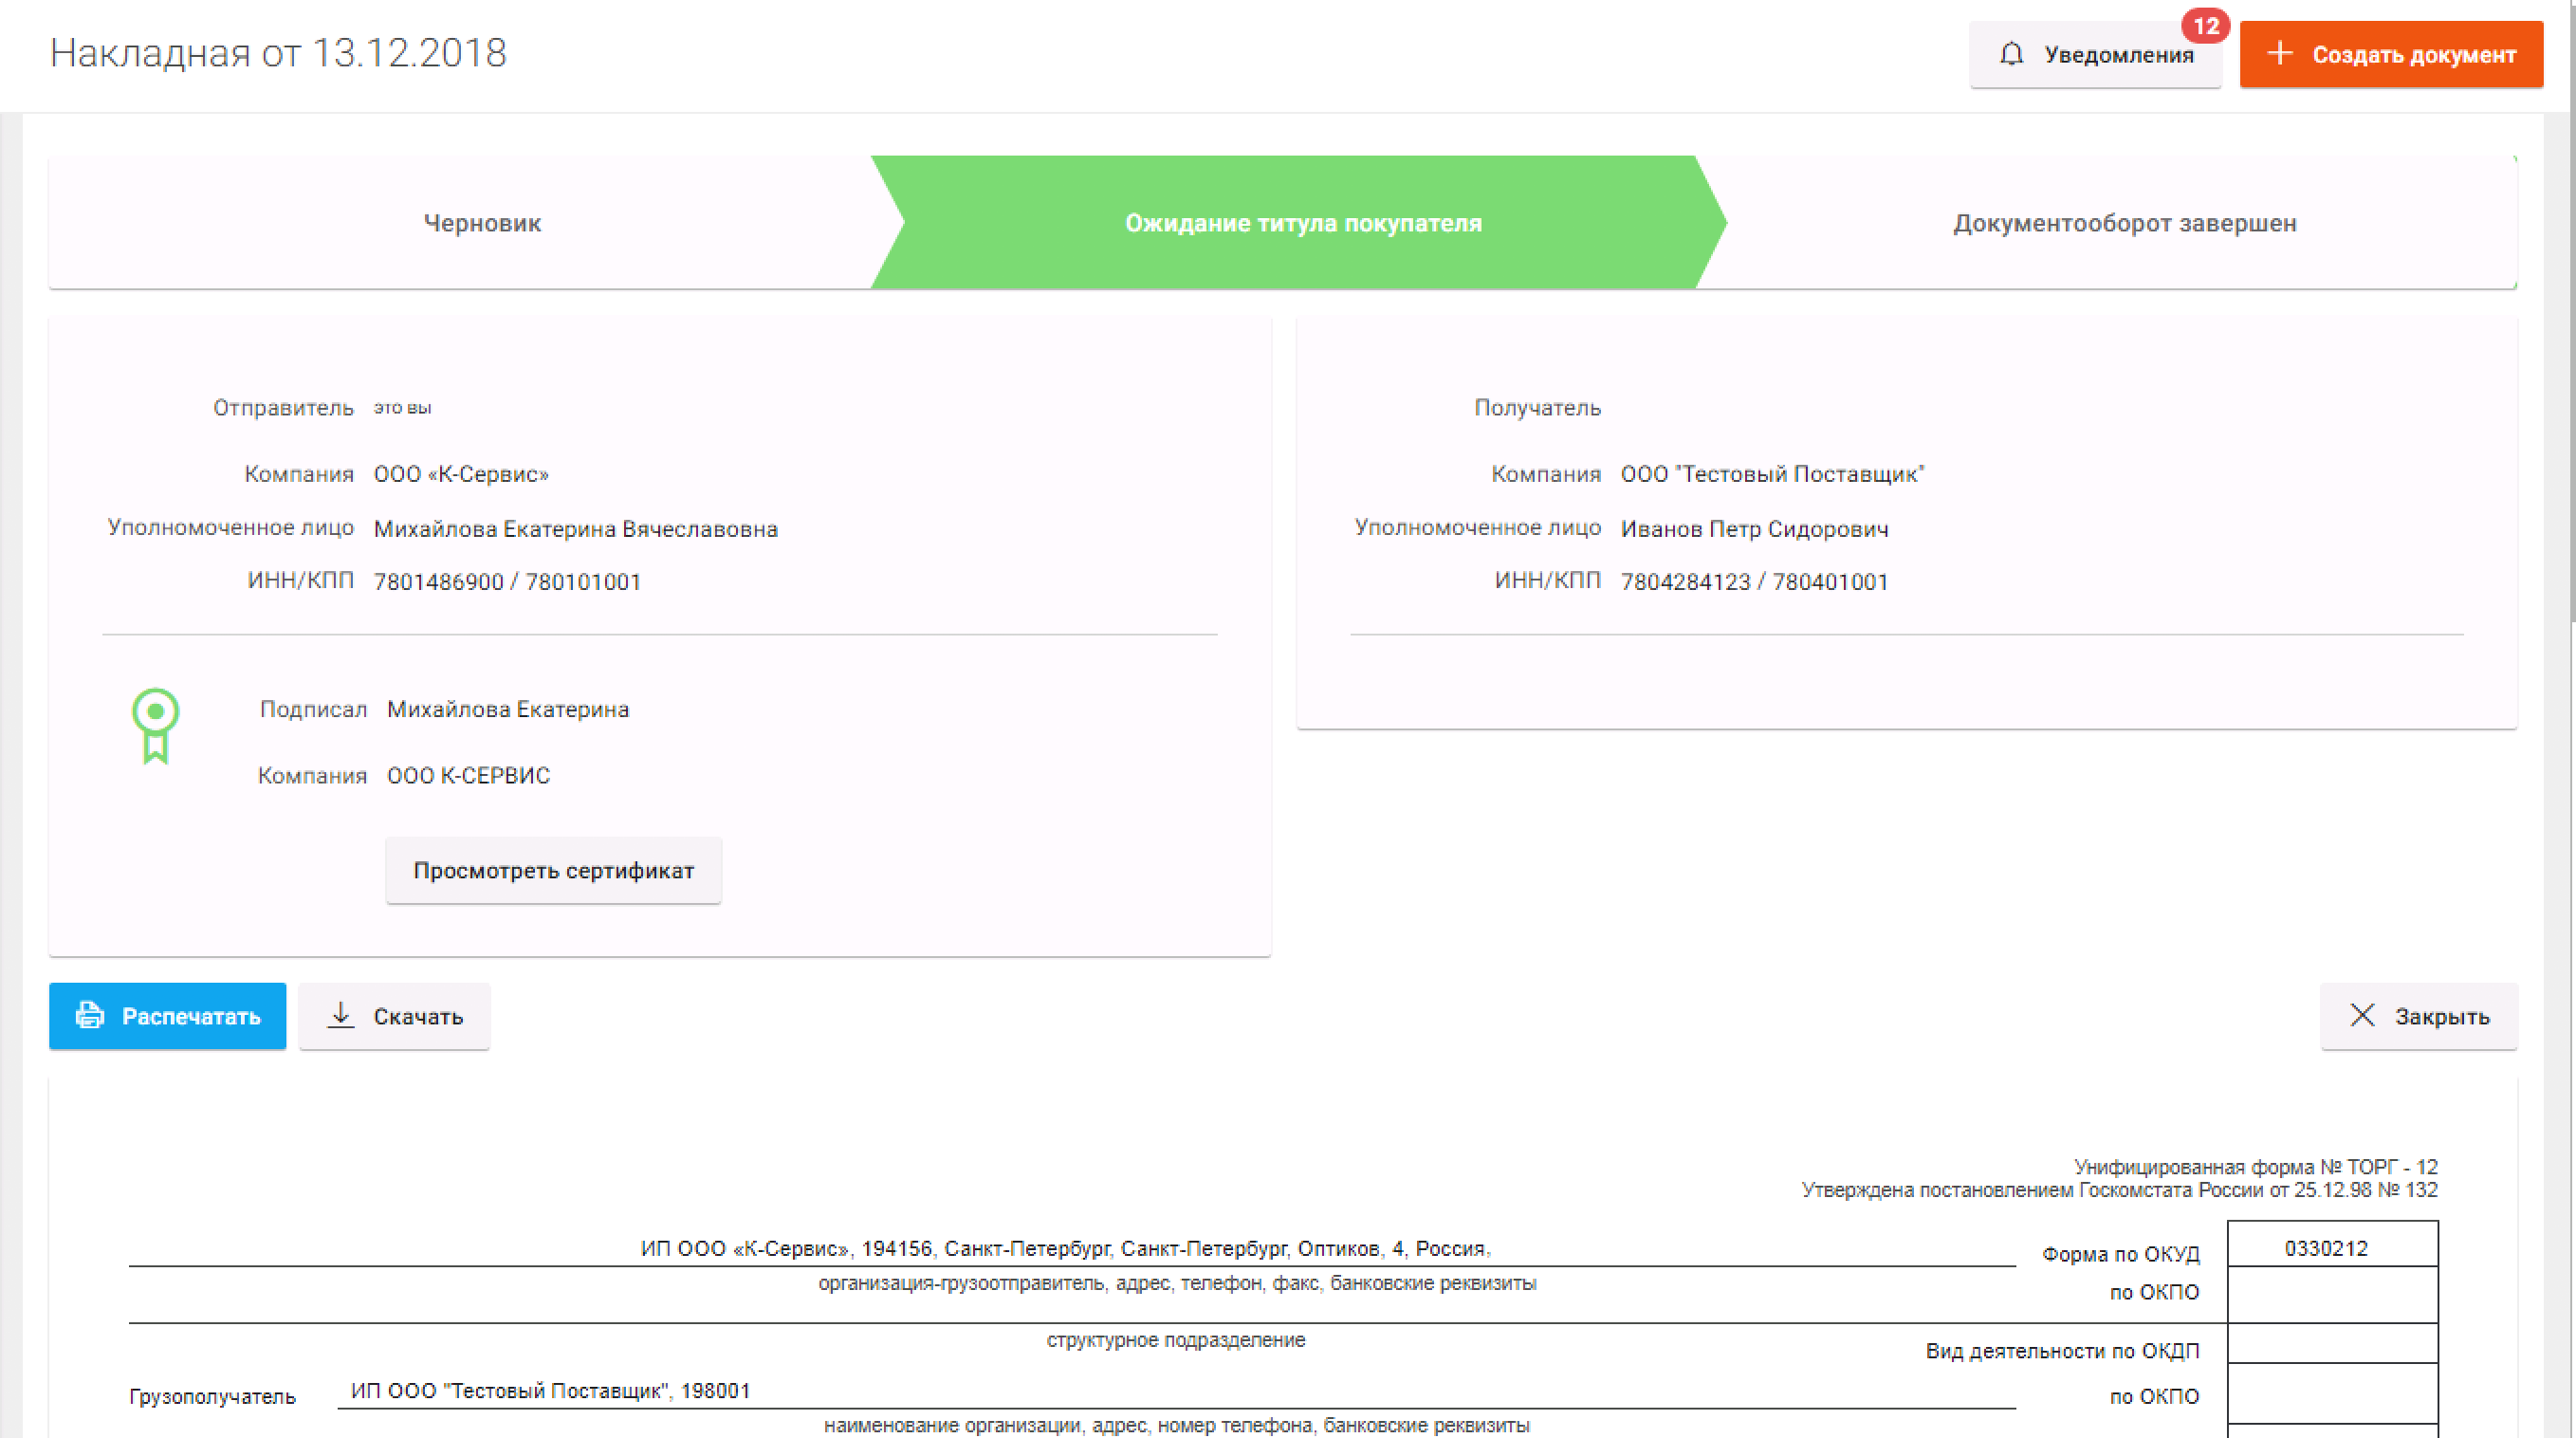 Накладная от 13.12.2018
Уведомления
12
Создать документ
Черновик
Ожидание титула покупателя
Документооборот завершен
Отправитель это вы
Компания ООО «К-Сервис»
Уполномоченное лицо Михайлова Екатерина Вячеславовна
ИНН/КПП 7801486900 / 780101001
Подписал Михайлова Екатерина
Компания ООО К-СЕРВИС
Просмотреть сертификат
Получатель
Компания ООО "Тестовый Поставщик"
Уполномоченное лицо Иванов Петр Сидорович
ИНН/КПП 7804284123 / 780401001
Распечатать
Скачать
Закрыть
Унифицированная форма № ТОРГ - 12
Утверждена постановлением Госкомстата России от 25.12.98 № 132
ИП ООО «К-Сервис», 194156, Санкт-Петербург, Санкт-Петербург, Оптиков, 4, Россия,
Форма по ОКУД 0330212
организация-грузоотправитель, адрес, телефон, факс, банковские реквизиты
по ОКПО
структурное подразделение
Вид деятельности по ОКДП
Грузополучатель ИП ООО "Тестовый Поставщик", 198001
по ОКПО
наименование организации, адрес, номер телефона, банковские реквизиты